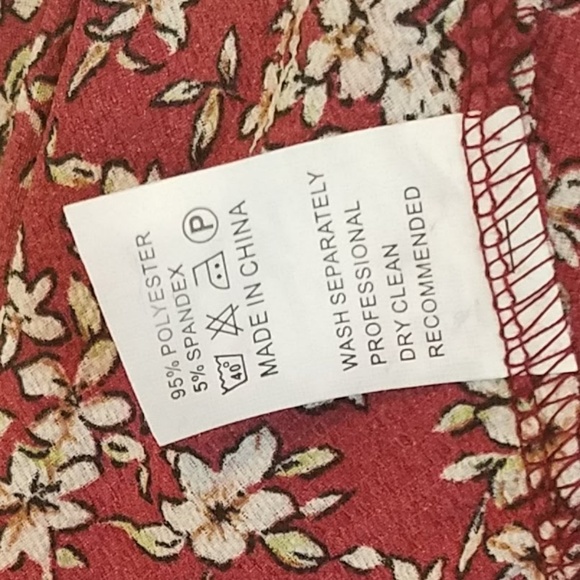 95% POLYESTER
5% SPANDEX
40 P
MADE IN CHINA
WASH SEPARATELY
PROFESSIONAL
DRY CLEAN
RECOMMENDED